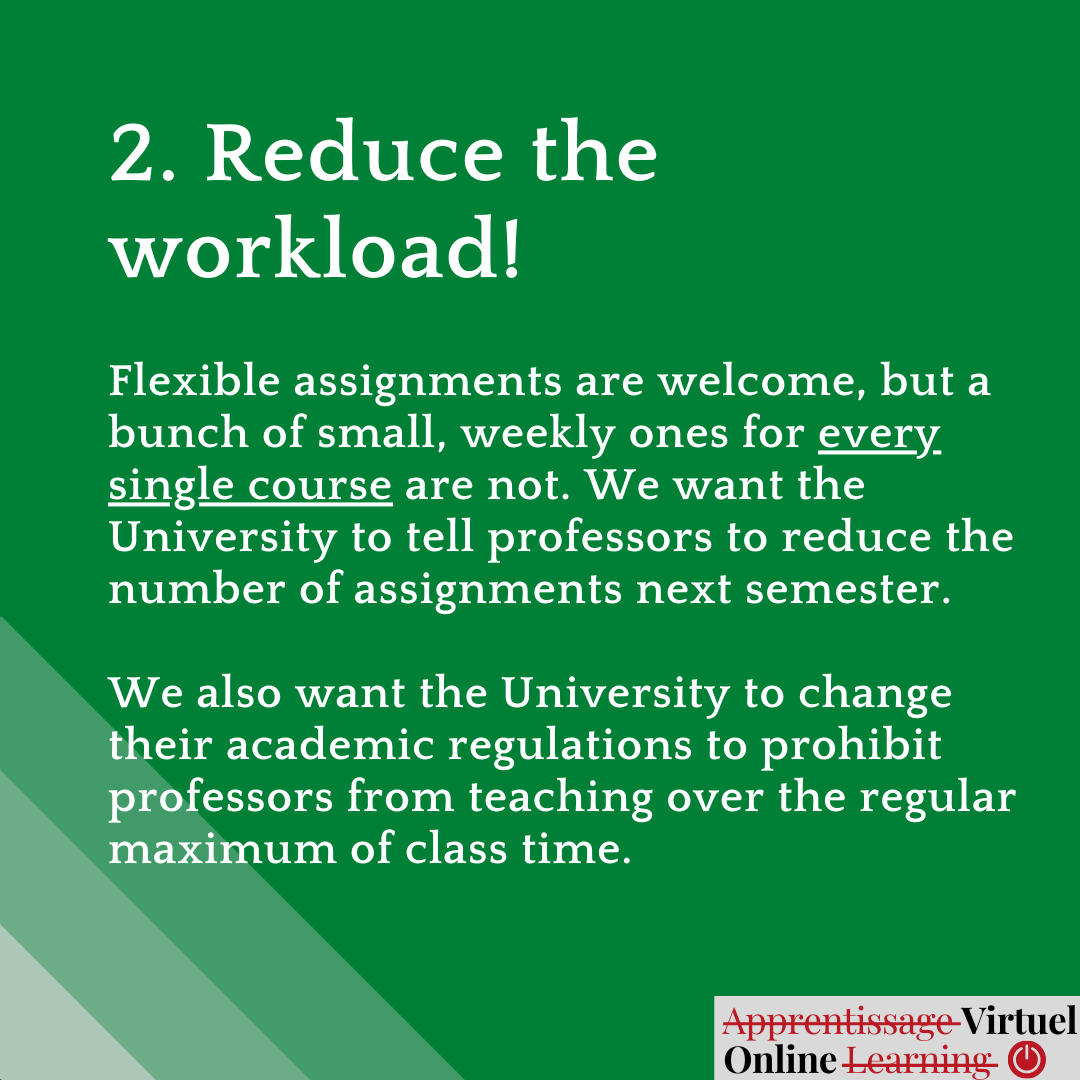 2. Reduce the
workload!
Flexible assignments are welcome, but a
bunch of small, weekly ones for every
single course are not. We want the
University to tell professors to reduce the
number of assignments next semester.
We also want the University to change
their academic regulations to prohibit
professors from teaching over the regular
maximum of class time.
Apprentissage Virtuel
Online Learning